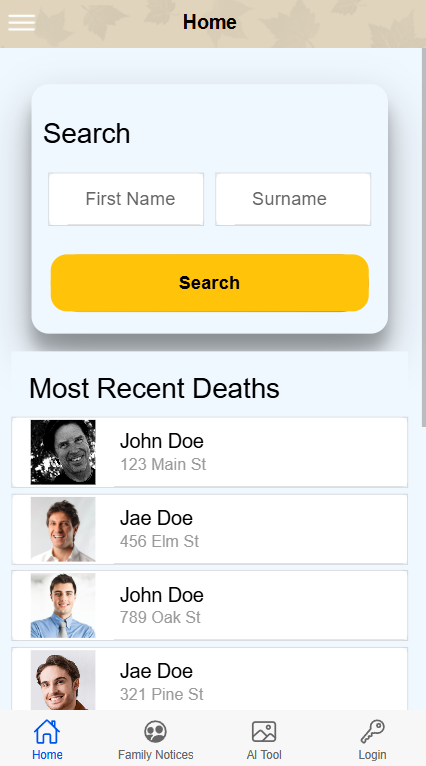 Home
Search
First Name
Surname
Search
Most Recent Deaths
John Doe
123 Main St
Jae Doe
456 Elm St
John Doe
789 Oak St
Jae Doe
321 Pine St
Home
Family Notices
AI Tool
Login